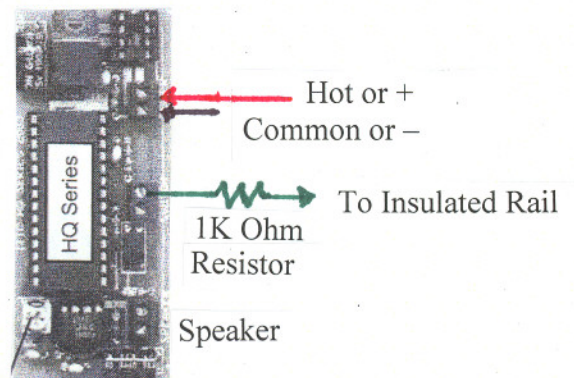 Hot or +
Common or –
HQ Series
To Insulated Rail
1K Ohm
Resistor
Speaker